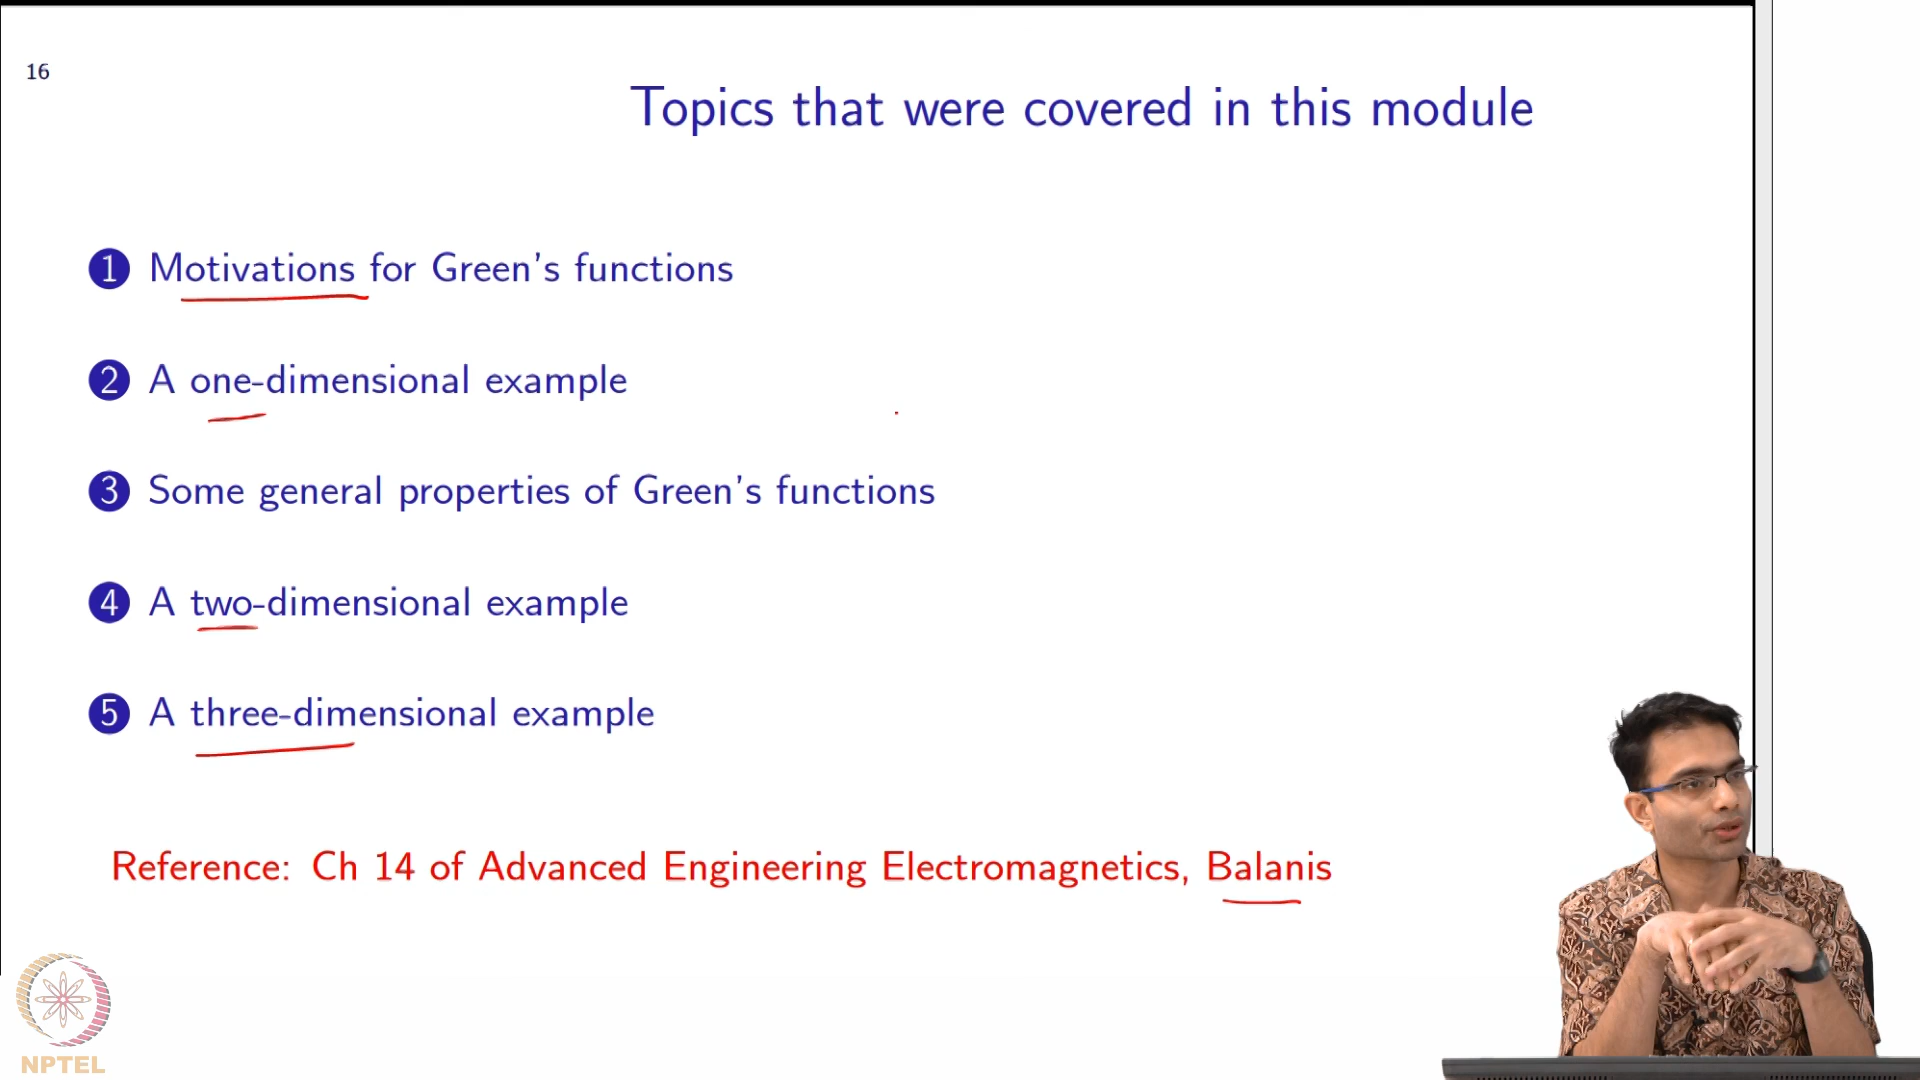 16
Topics that were covered in this module
1 Motivations for Green's functions
2 A one-dimensional example
3 Some general properties of Green's functions
4 A two-dimensional example
5 A three-dimensional example
Reference: Ch 14 of Advanced Engineering Electromagnetics, Balanis
NPTEL